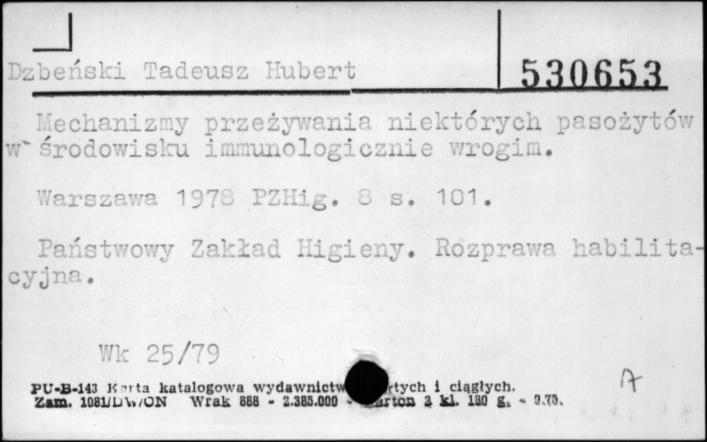 Dzbeński Tadeusz Hubert
530653
Mechanizmy przeżywania niektórych pasożytów
w środowisku immunologicznie wrogim.
Warszawa 1978 PZHig. 8 s. 101.
Państwowy Zakład Higieny. Rozprawa habilita-
cyjna.
Wk 25/79
PU-B-143 Karta katalogowa wydawnictw rtych i ciągłych.
Zam. 1081/DW/ON Wrak 888 - 2.385.000 - karton 3 kl. 180 g. - 9.75.
A